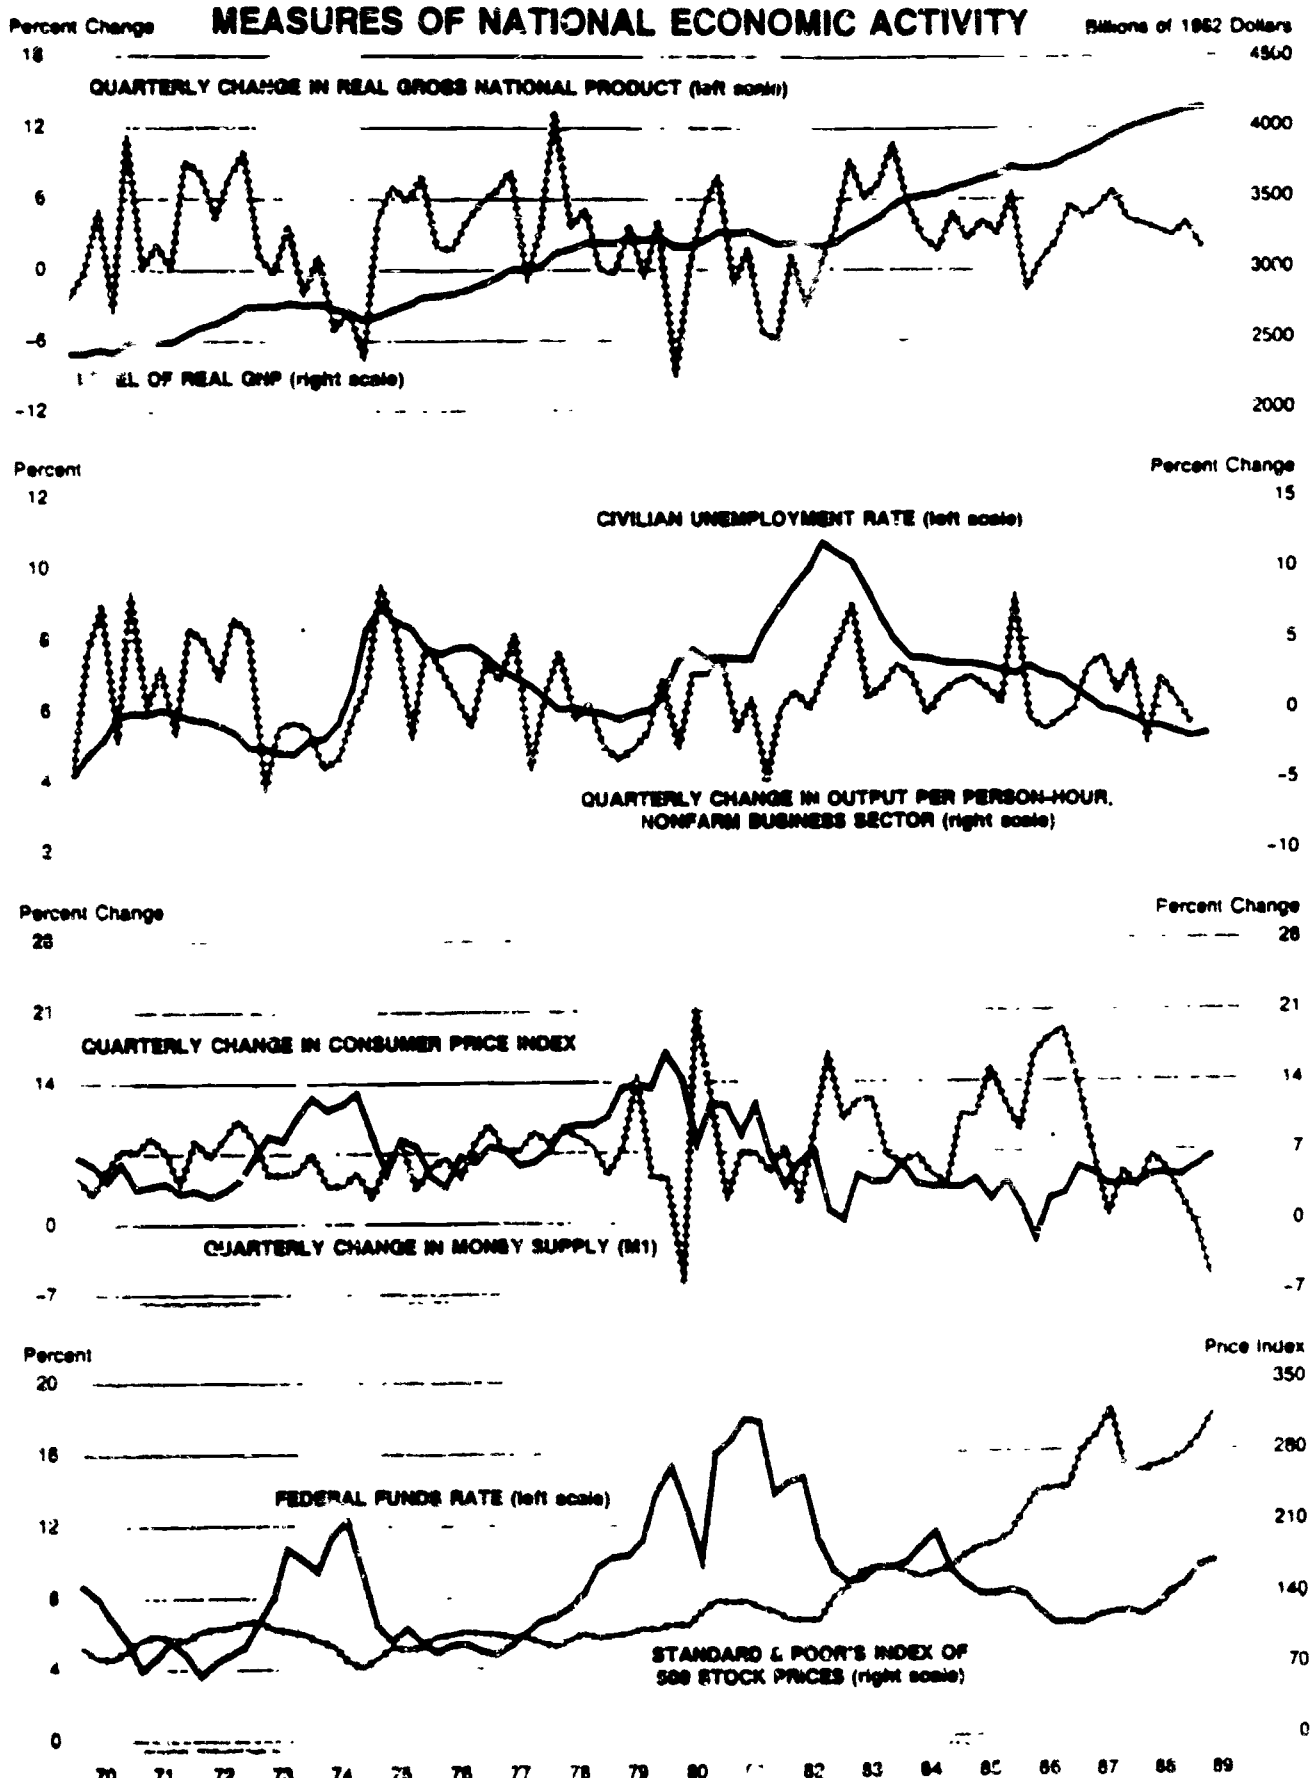 MEASURES OF NATIONAL ECONOMIC ACTIVITY
Percent Change
Billions of 1982 Dollars
18
4500
QUARTERLY CHANGE IN REAL GROSS NATIONAL PRODUCT (left scale)
12
4000
6
3500
0
3000
-6
2500
OF REAL GNP (right scale)
-12
2000
Percent
Percent Change
12
15
CIVILIAN UNEMPLOYMENT RATE (left scale)
10
10
8
5
6
0
4
-5
QUARTERLY CHANGE IN OUTPUT PER PERSON-HOUR,
NONFARM BUSINESS SECTOR (right scale)
2
-10
Percent Change
Percent Change
28
28
21
21
QUARTERLY CHANGE IN CONSUMER PRICE INDEX
14
14
7
0
0
QUARTERLY CHANGE IN MONEY SUPPLY (M1)
-7
-7
Percent
Price Index
20
350
16
280
FEDERAL FUNDS RATE (left scale)
12
210
8
140
STANDARD & POOR'S INDEX OF
500 STOCK PRICES (right scale)
4
70
0
0
70 71 72 73 74 75 76 77 78 79 80 82 83 84 85 86 87 88 89